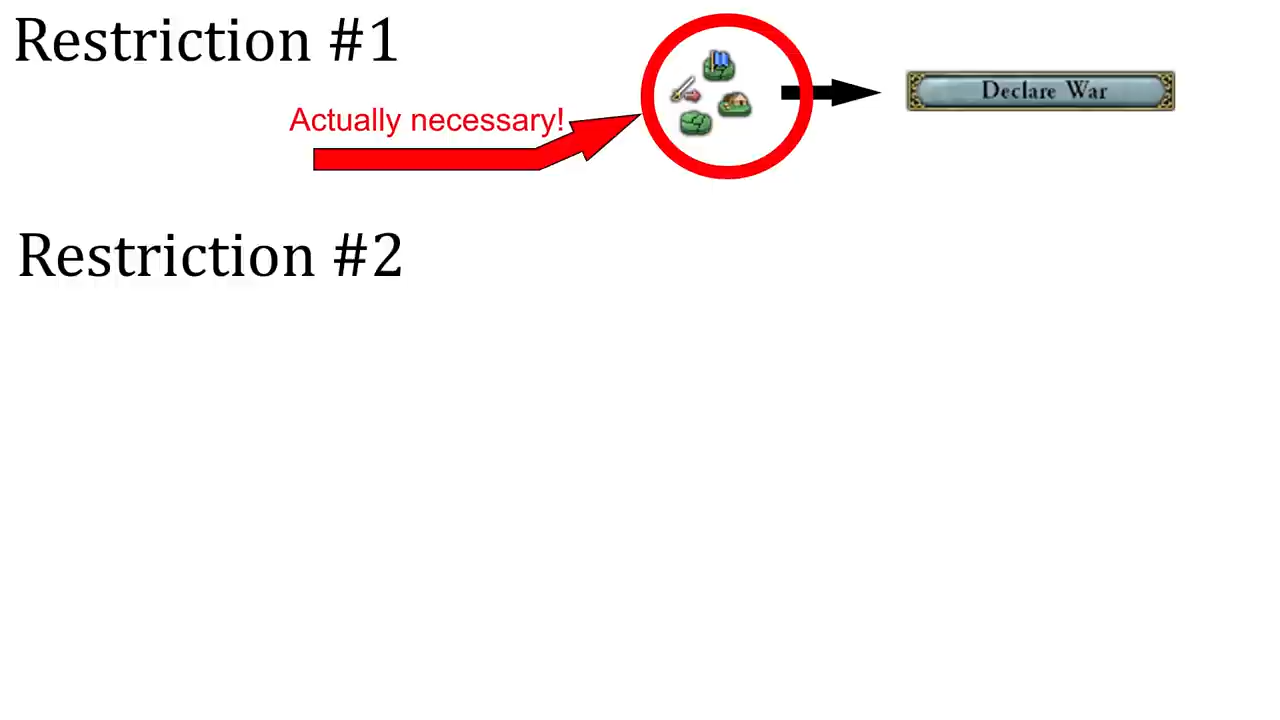 Restriction #1
Actually necessary!
Declare War
Restriction #2